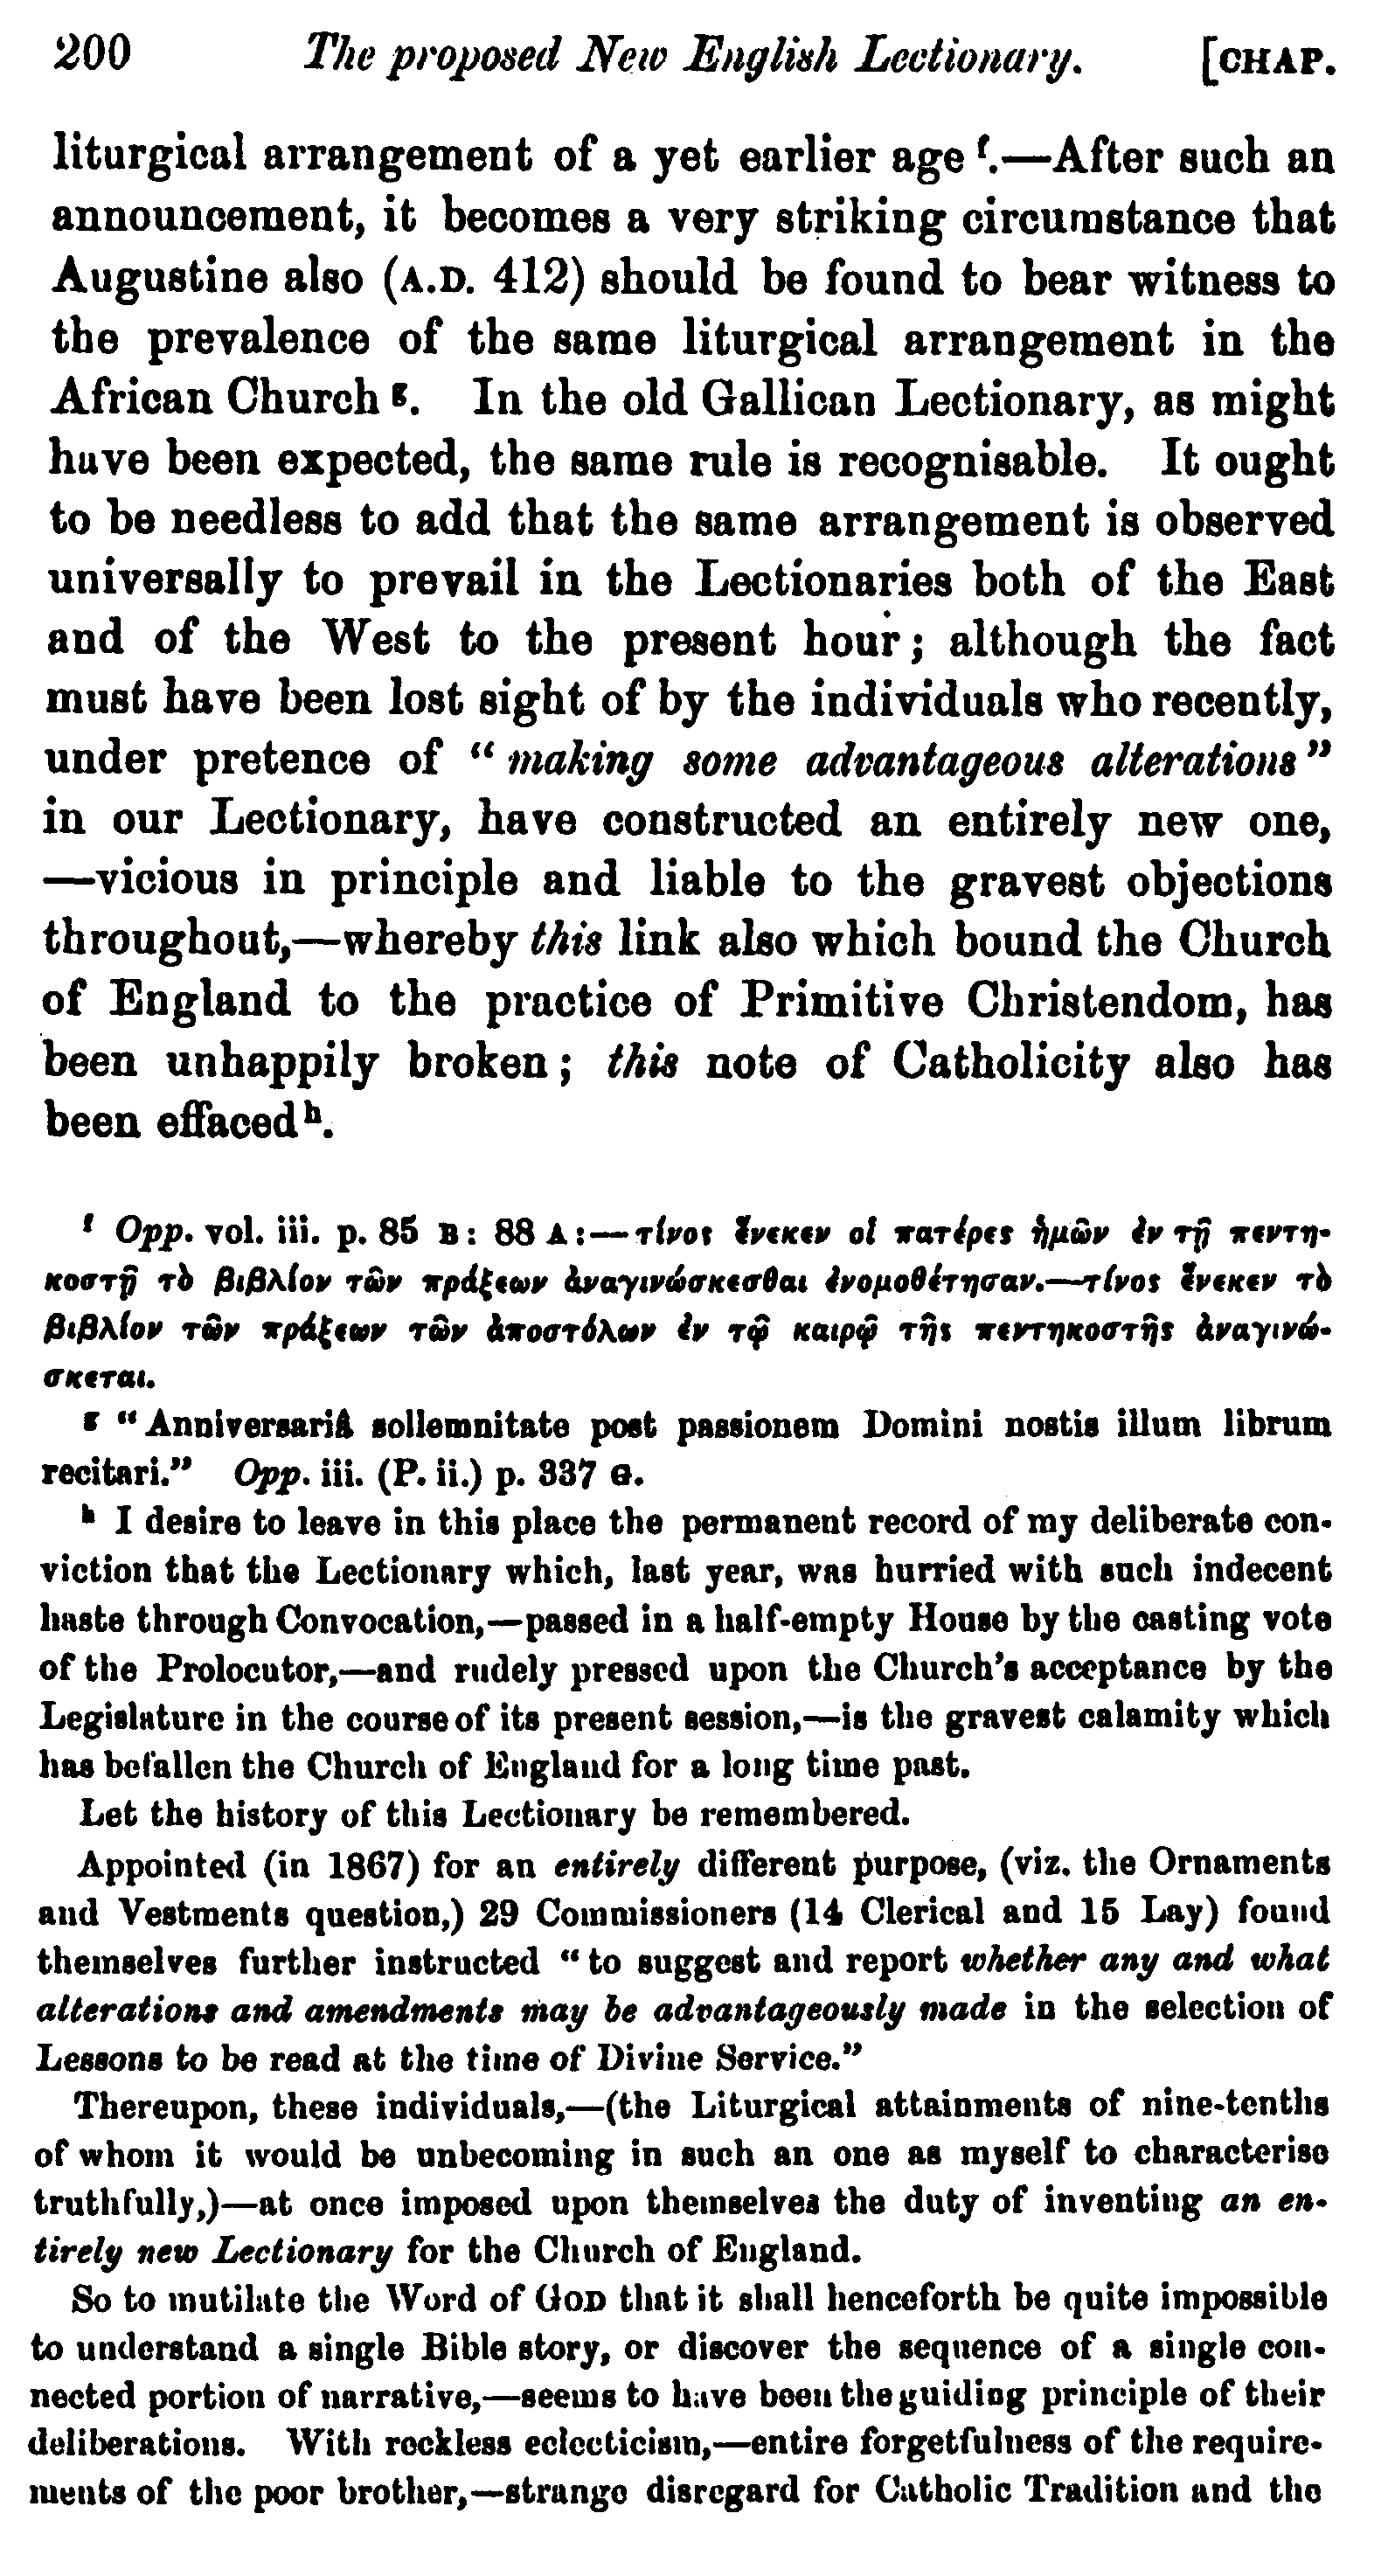 200 The proposed New English Lectionary. [CHAP.
liturgical arrangement of a yet earlier age f.—After such an
announcement, it becomes a very striking circumstance that
Augustine also (A.D. 412) should be found to bear witness to
the prevalence of the same liturgical arrangement in the
African Church g. In the old Gallican Lectionary, as might
have been expected, the same rule is recognisable. It ought
to be needless to add that the same arrangement is observed
universally to prevail in the Lectionaries both of the East
and of the West to the present hour; although the fact
must have been lost sight of by the individuals who recently,
under pretence of “making some advantageous alterations”
in our Lectionary, have constructed an entirely new one,
—vicious in principle and liable to the gravest objections
throughout,—whereby this link also which bound the Church
of England to the practice of Primitive Christendom, has
been unhappily broken; this note of Catholicity also has
been effaced h.
f Opp. vol. iii. p. 85 B: 88 A:—τίνος ἕνεκεν οἱ πατέρες ἡμῶν ἐν τῇ πεντη-
κοστῇ τὸ βιβλίον τῶν πράξεων ἀναγινώσκεσθαι ἐνομοθέτησαν.—τίνος ἕνεκεν τὸ
βιβλίον τῶν πράξεων τῶν ἀποστόλων ἐν τῷ καιρῷ τῆς πεντηκοστῆς ἀναγινώ-
σκεται.
g “Anniversariâ sollemnitate post passionem Domini nostis illum librum
recitari.” Opp. iii. (P. ii.) p. 337 G.
h I desire to leave in this place the permanent record of my deliberate con-
viction that the Lectionary which, last year, was hurried with such indecent
haste through Convocation,—passed in a half-empty House by the casting vote
of the Prolocutor,—and rudely pressed upon the Church's acceptance by the
Legislature in the course of its present session,—is the gravest calamity which
has befallen the Church of England for a long time past.
Let the history of this Lectionary be remembered.
Appointed (in 1867) for an entirely different purpose, (viz. the Ornaments
and Vestments question,) 29 Commissioners (14 Clerical and 15 Lay) found
themselves further instructed “to suggest and report whether any and what
alterations and amendments may be advantageously made in the selection of
Lessons to be read at the time of Divine Service.”
Thereupon, these individuals,—(the Liturgical attainments of nine-tenths
of whom it would be unbecoming in such an one as myself to characterise
truthfully,)—at once imposed upon themselves the duty of inventing an en-
tirely new Lectionary for the Church of England.
So to mutilate the Word of GOD that it shall henceforth be quite impossible
to understand a single Bible story, or discover the sequence of a single con-
nected portion of narrative,—seems to have been the guiding principle of their
deliberations. With reckless eclecticism,—entire forgetfulness of the require-
ments of the poor brother,—strange disregard for Catholic Tradition and the